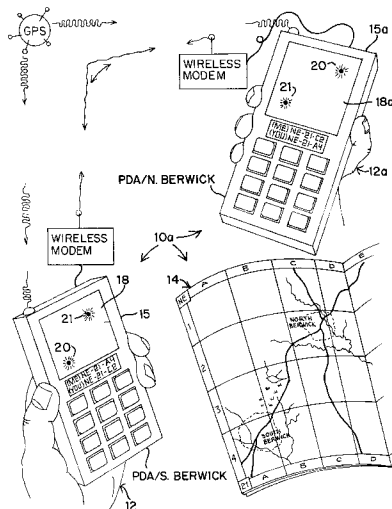 GPS
15a
WIRELESS
MODEM
20
21
18a
(ME)NE-21-C2
(YOU)NE-21-A4
12a
PDA/N. BERWICK
WIRELESS
MODEM
10a
18
21
15
20
(ME)NE-21-A4
(YOU)NE-21-C2
PDA/S. BERWICK
12
14
NE A B C D E
1
2
3
4
NORTH
BERWICK
SOUTH
BERWICK
21 A B C D